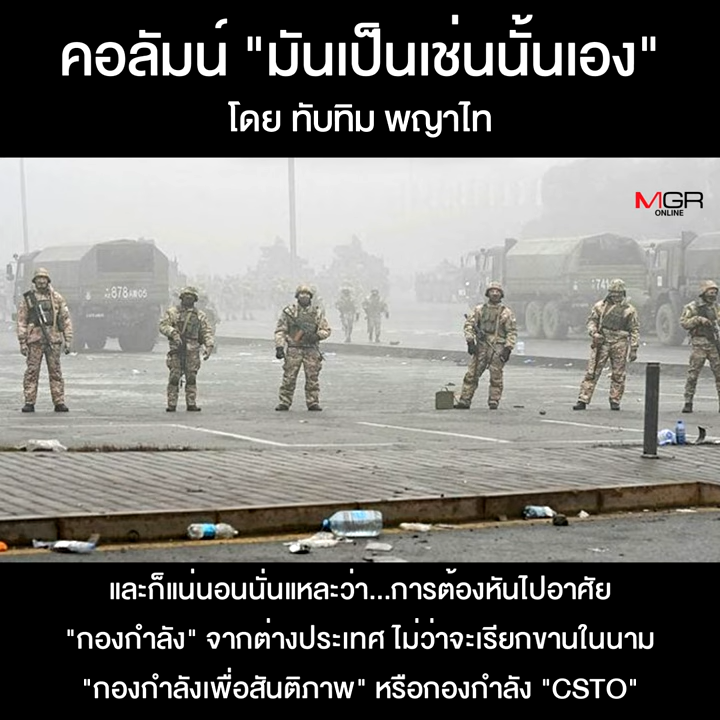 คอลัมน์ "มันเป็นเช่นนั้นเอง"
โดย ทับทิม พญาไท
MGR
ONLINE
878
741
และก็แน่นอนนั่นแหละว่า...การต้องหันไปอาศัย
"กองกำลัง" จากต่างประเทศ ไม่ว่าจะเรียกขานในนาม
"กองกำลังเพื่อสันติภาพ" หรือกองกำลัง "CSTO"